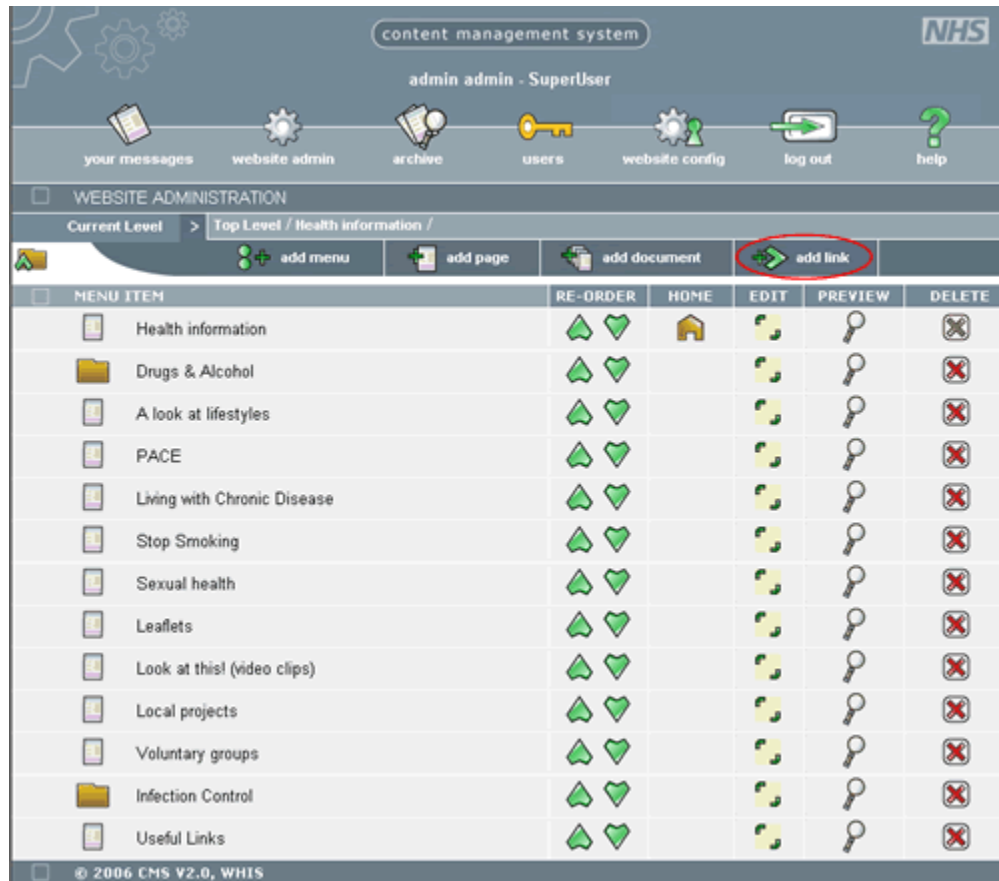 content management system
NHS
admin admin - SuperUser
your messages website admin archive users website config log out help
WEBSITE ADMINISTRATION
Current Level > Top Level / Health information /
add menu add page add document add link
MENU ITEM RE-ORDER HOME EDIT PREVIEW DELETE
Health information
Drugs & Alcohol
A look at lifestyles
PACE
Living with Chronic Disease
Stop Smoking
Sexual health
Leaflets
Look at this! (video clips)
Local projects
Voluntary groups
Infection Control
Useful Links
© 2006 CMS V2.0, WHIS